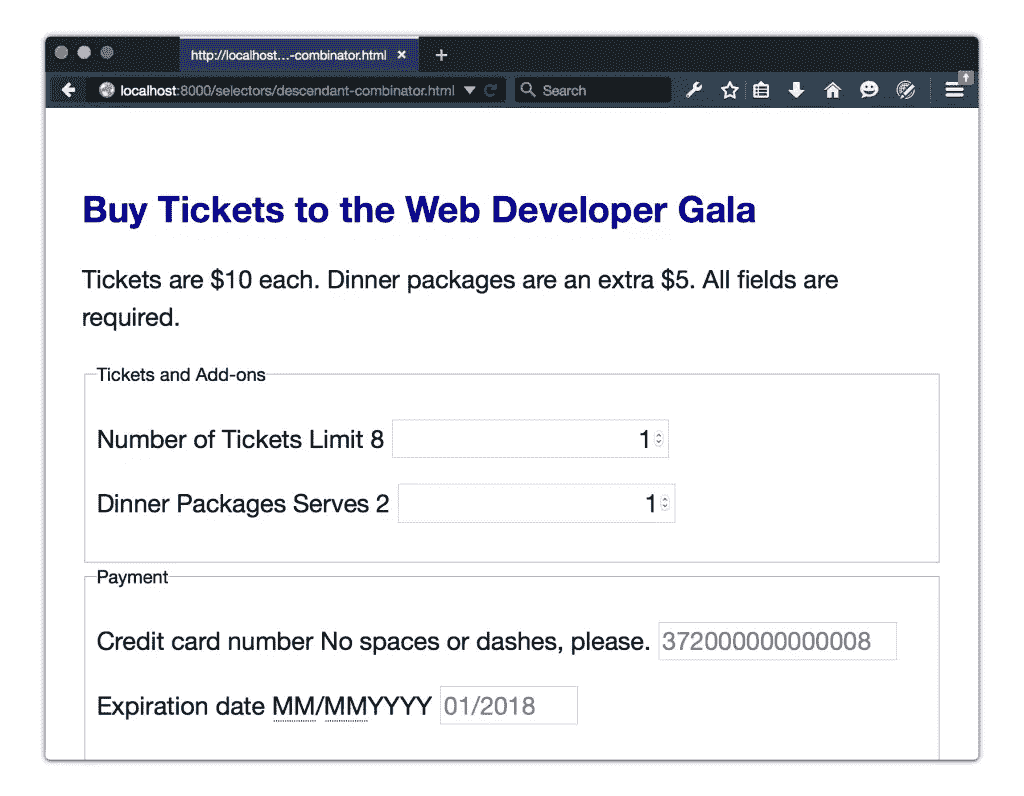 http://localhost...-combinator.html
localhost:8000/selectors/descendant-combinator.html
Search
Buy Tickets to the Web Developer Gala
Tickets are $10 each. Dinner packages are an extra $5. All fields are
required.
Tickets and Add-ons
Number of Tickets Limit 8 1
Dinner Packages Serves 2 1
Payment
Credit card number No spaces or dashes, please. 372000000000008
Expiration date MM/MMYYYY 01/2018